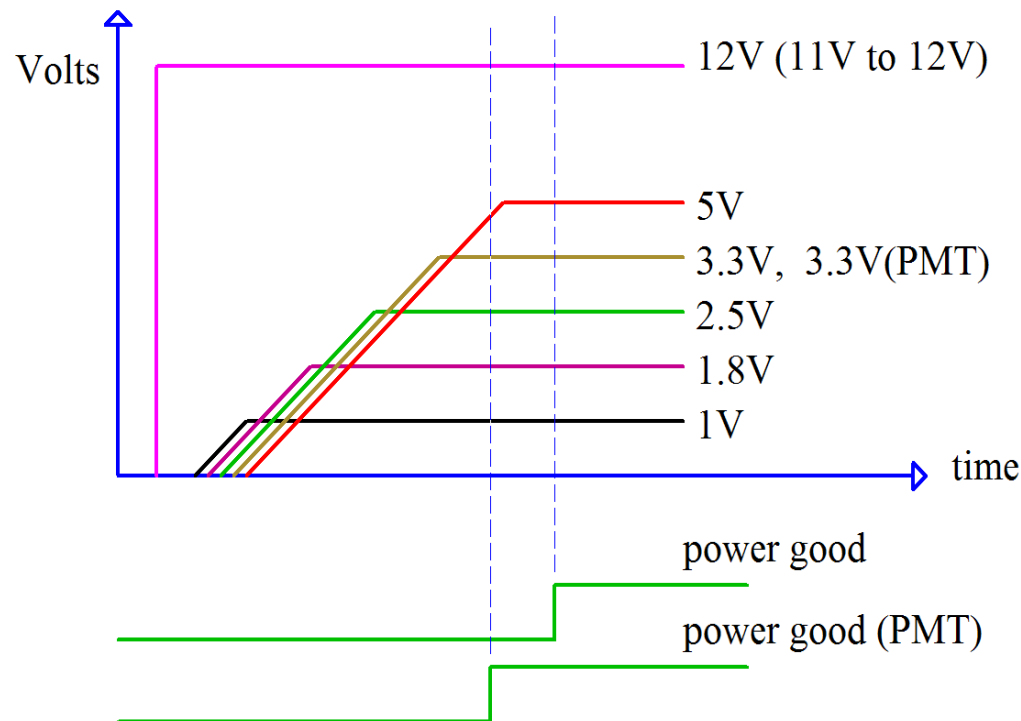 Volts
12V (11V to 12V)
5V
3.3V, 3.3V(PMT)
2.5V
1.8V
1V
time
power good
power good (PMT)